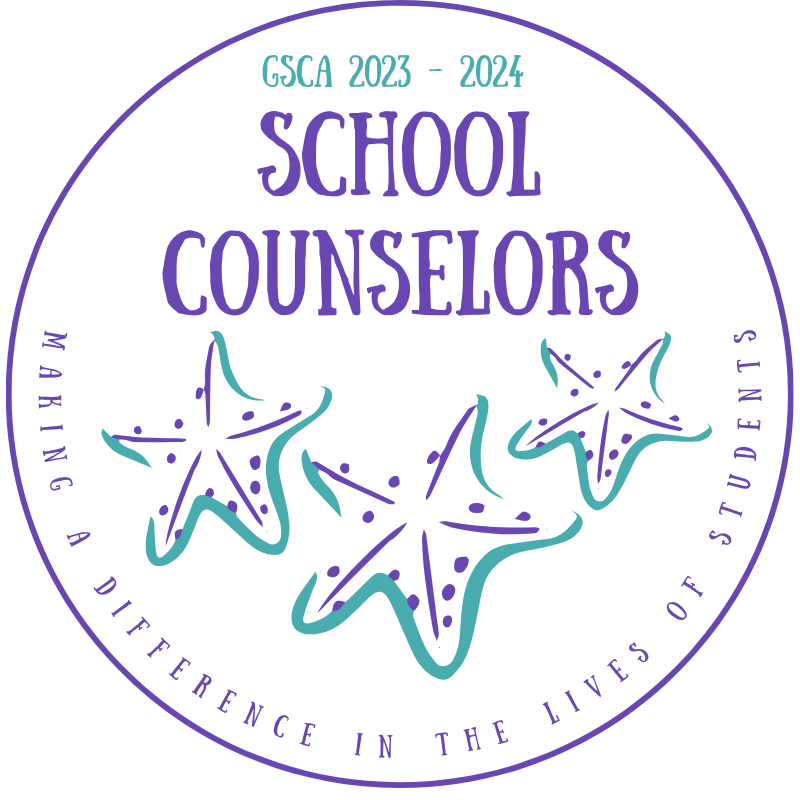 GSCA 2023 - 2024
SCHOOL
COUNSELORS
MAKING A DIFFERENCE IN THE LIVES OF STUDENTS